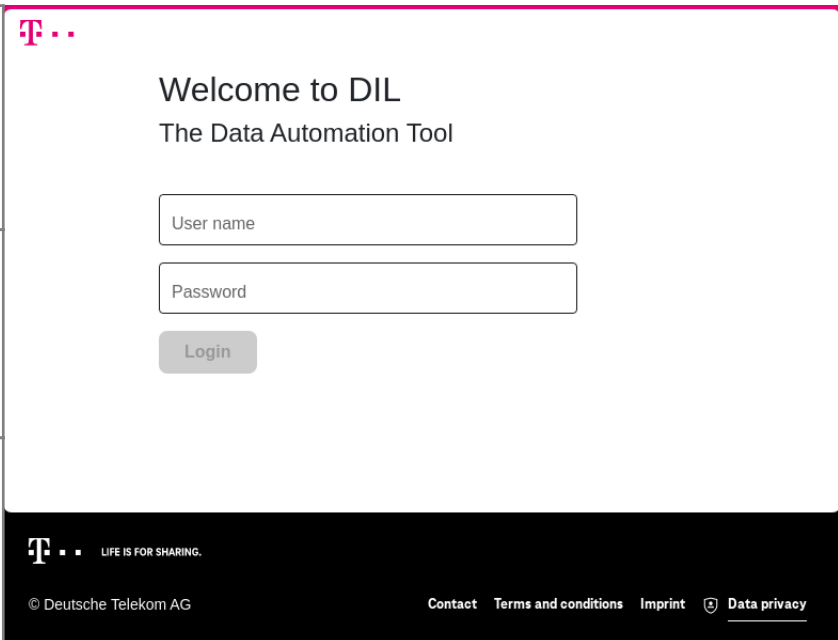 T
Welcome to DIL
The Data Automation Tool
User name
Password
Login
T
LIFE IS FOR SHARING.
© Deutsche Telekom AG
Contact
Terms and conditions
Imprint
Data privacy